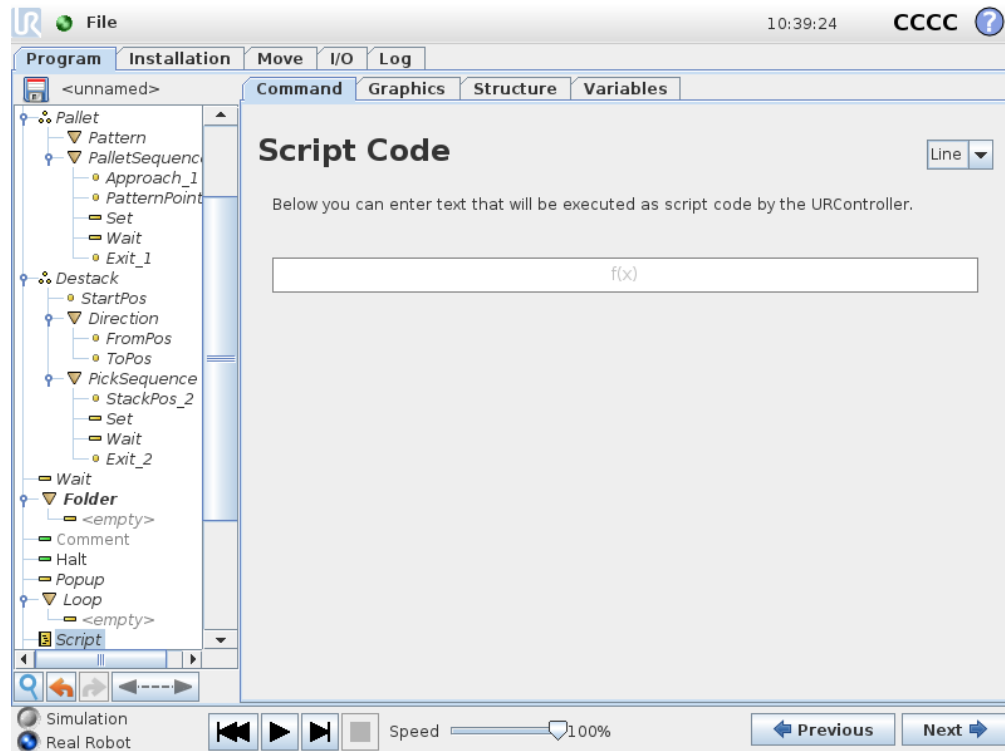 UR File 10:39:24 CCCC ?
Program Installation Move I/O Log
<unnamed>
Command Graphics Structure Variables
Pallet
Pattern
PalletSequenc
Approach_1
PatternPoint
Set
Wait
Exit_1
Destack
StartPos
Direction
FromPos
ToPos
PickSequence
StackPos_2
Set
Wait
Exit_2
Wait
Folder
<empty>
Comment
Halt
Popup
Loop
<empty>
Script
Script Code
Line
Below you can enter text that will be executed as script code by the URController.
f(x)
Simulation
Real Robot
Speed 100%
Previous Next